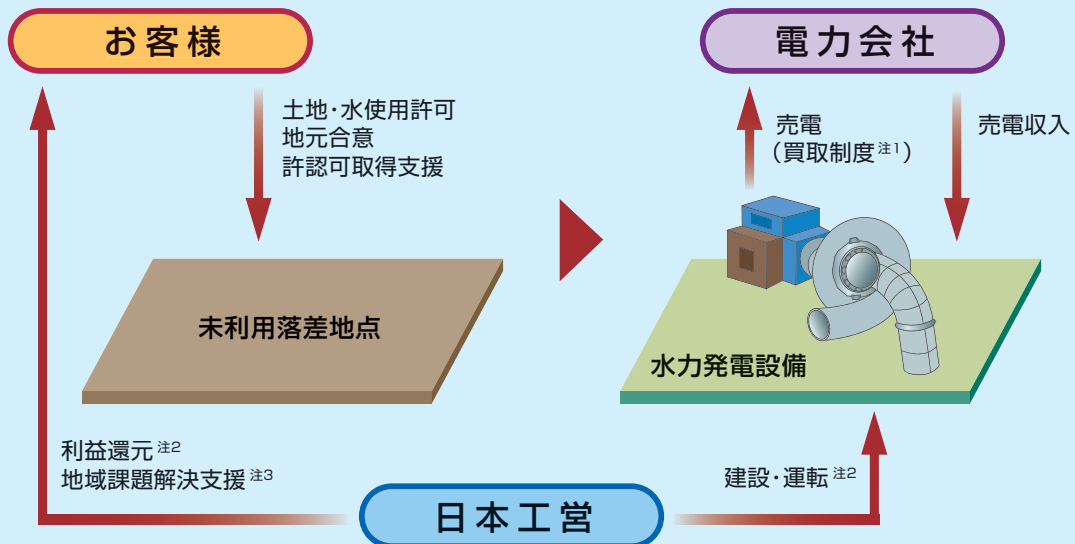 お客様
電力会社
土地・水使用許可
地元合意
許認可取得支援
売電
（買取制度注1）
売電収入
未利用落差地点
水力発電設備
利益還元注2
地域課題解決支援注3
建設・運転注2
日本工営